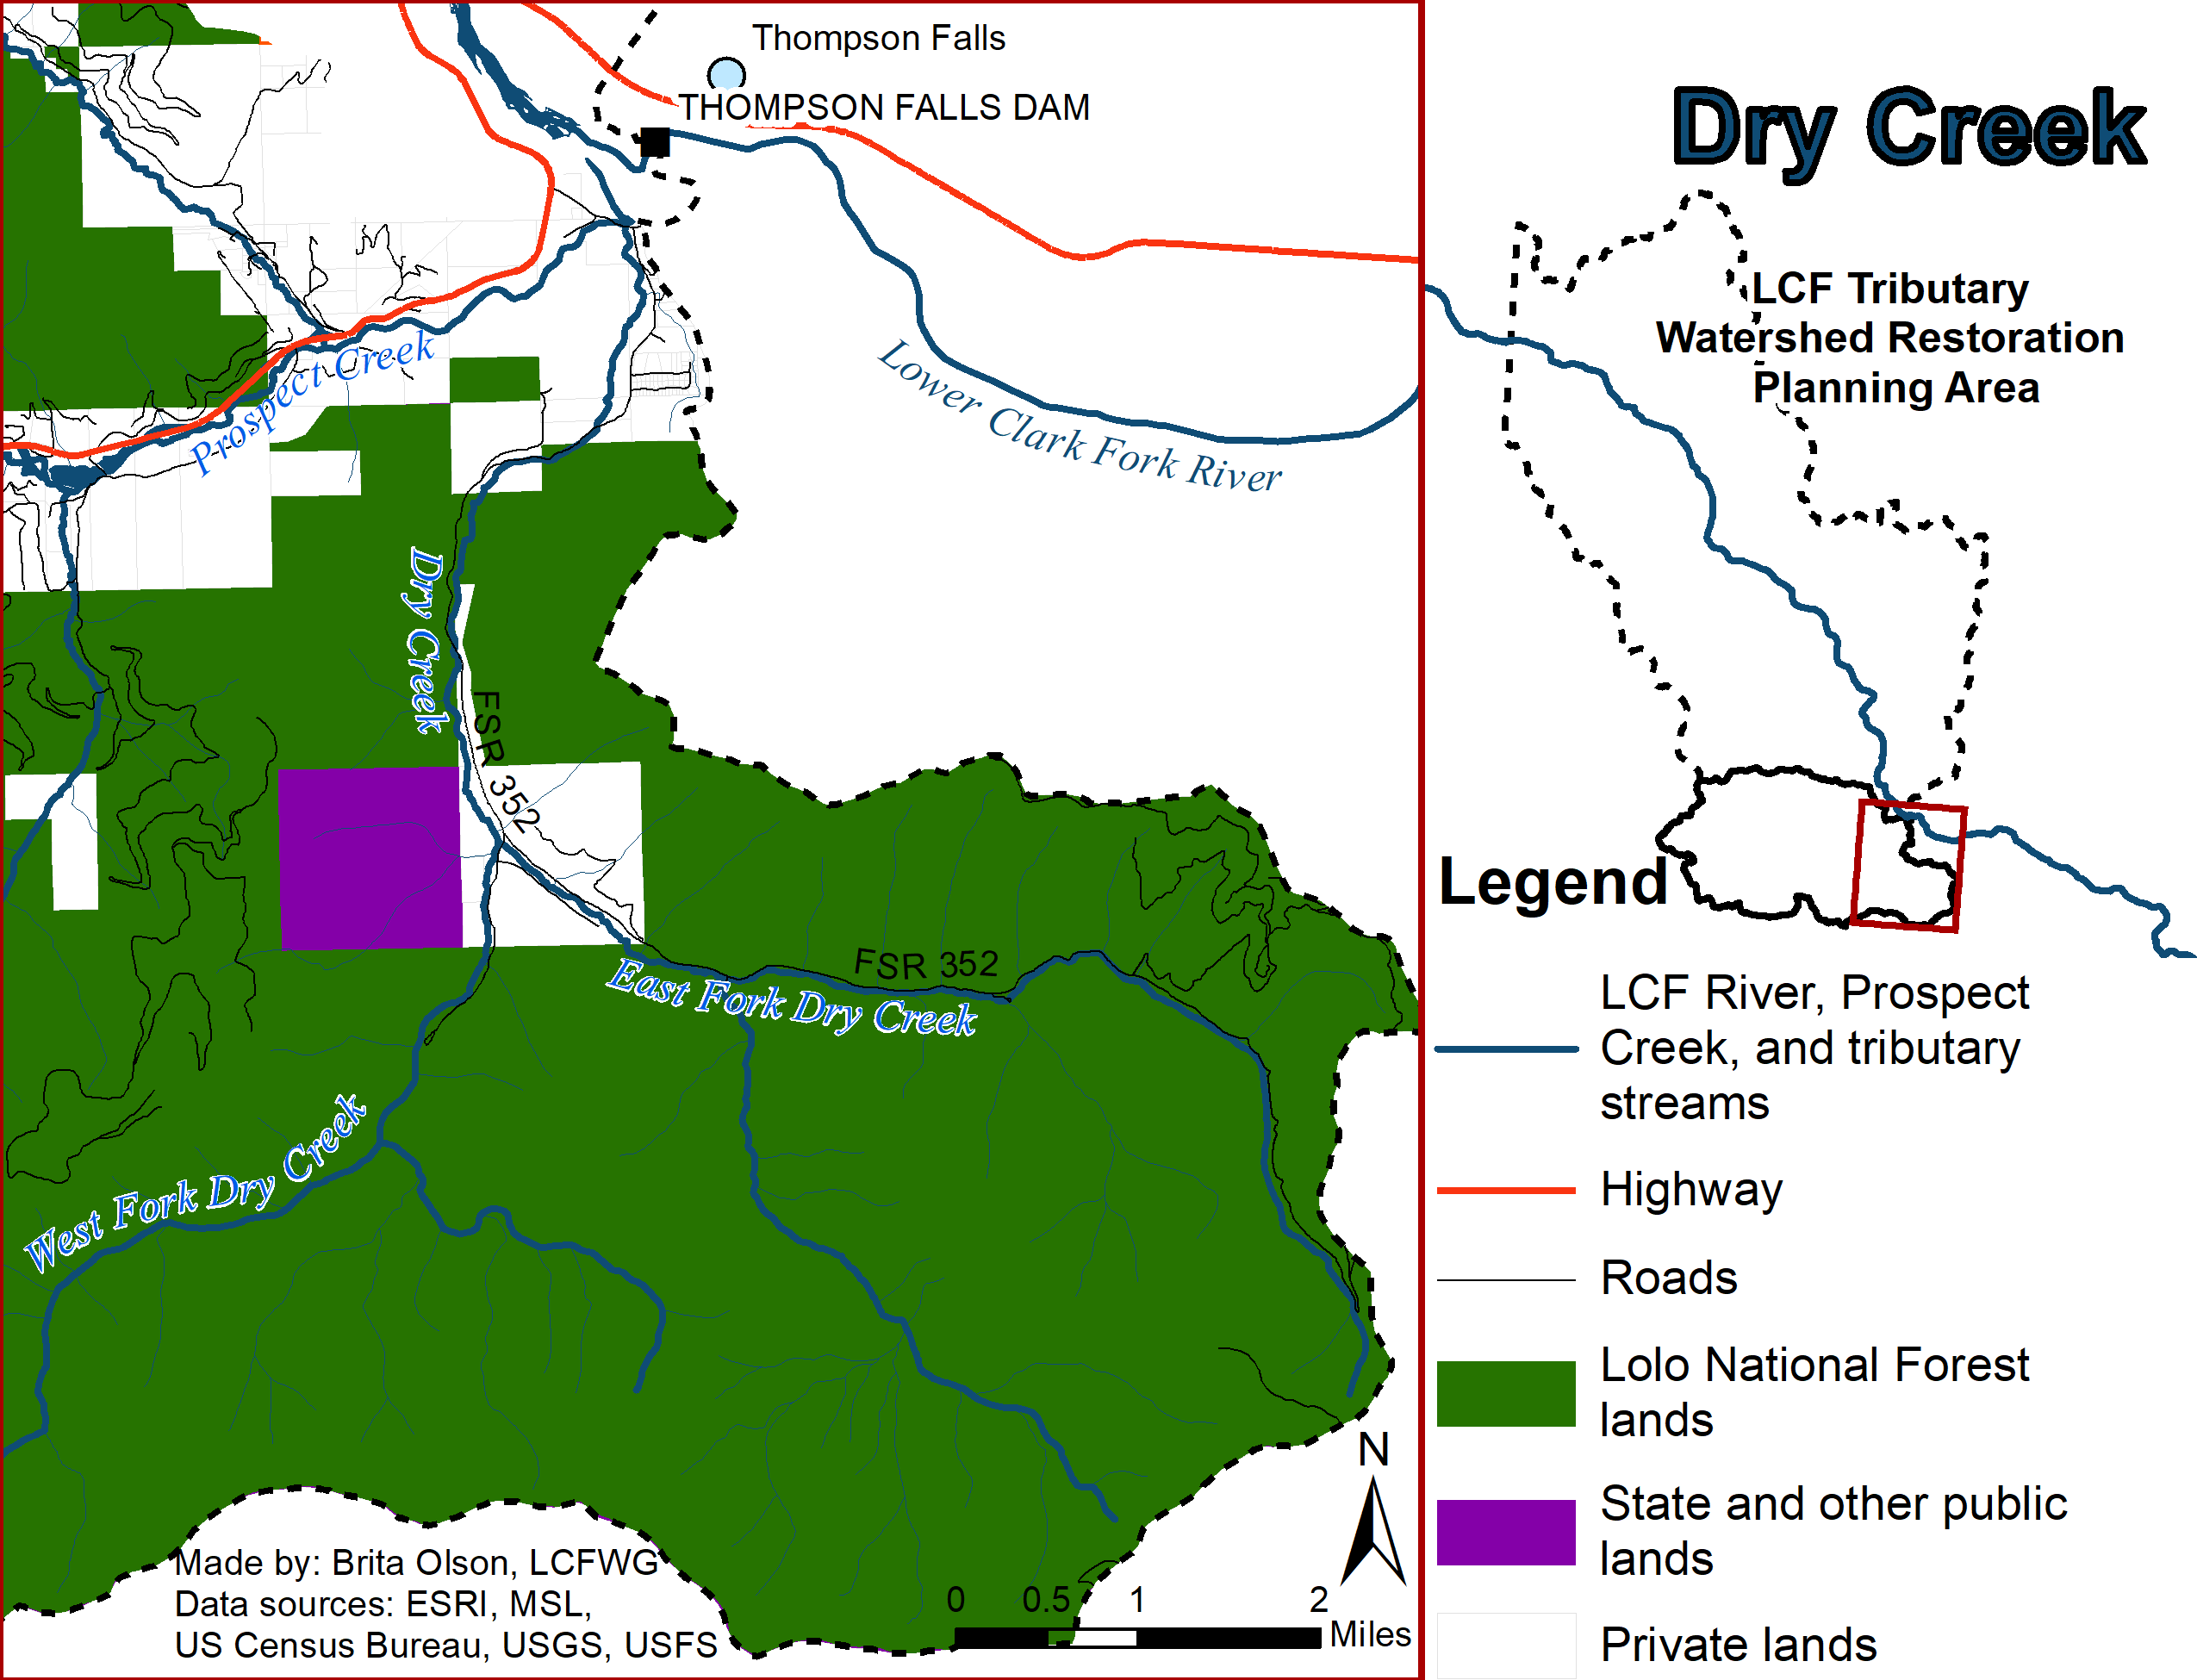 Thompson Falls
THOMPSON FALLS DAM
Prospect Creek
Lower Clark Fork River
Dry Creek
FSR 352
FSR 352
East Fork Dry Creek
West Fork Dry Creek
Made by: Brita Olson, LCFWG
Data sources: ESRI, MSL,
US Census Bureau, USGS, USFS
N
0 0.5 1 2
Miles
Dry Creek
LCF Tributary
Watershed Restoration
Planning Area
Legend
LCF River, Prospect
Creek, and tributary
streams
Highway
Roads
Lolo National Forest
lands
State and other public
lands
Private lands